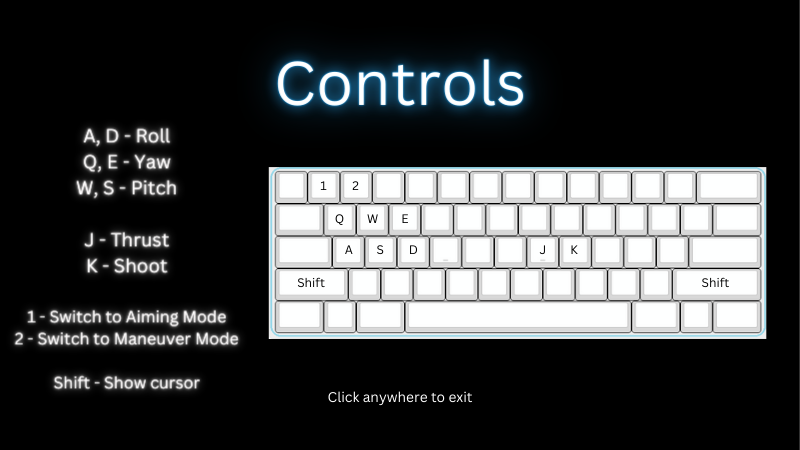 Controls
A, D - Roll
Q, E - Yaw
W, S - Pitch
J - Thrust
K - Shoot
1 - Switch to Aiming Mode
2 - Switch to Maneuver Mode
Shift - Show cursor
1 2
Q W E
A S D _ J K
Shift Shift
Click anywhere to exit